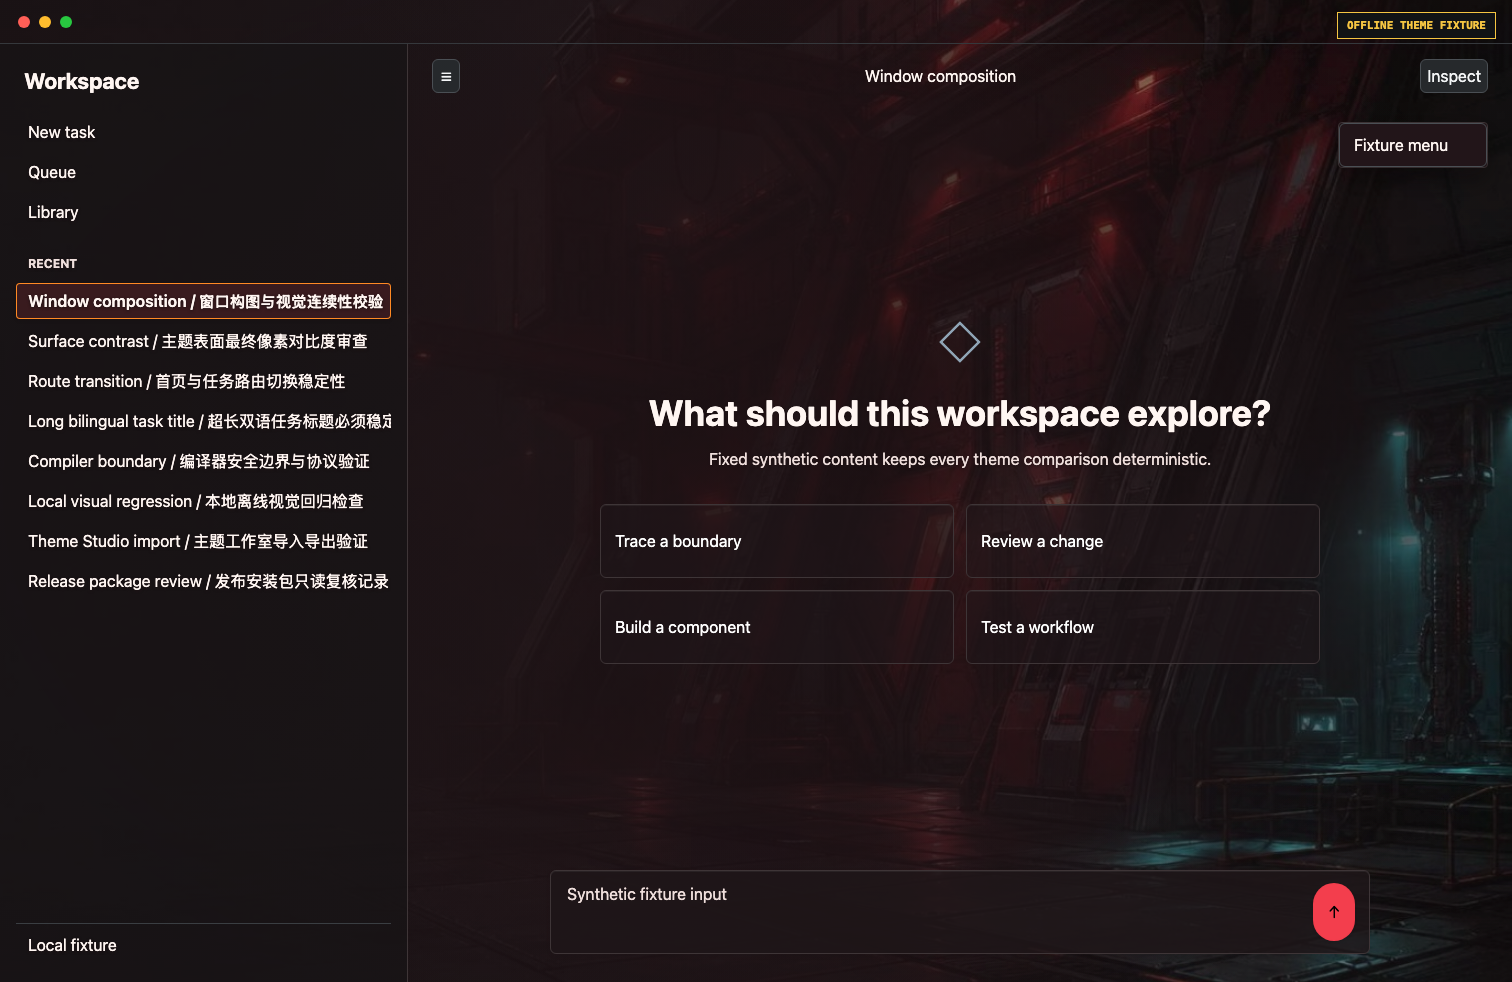 OFFLINE THEME FIXTURE
Workspace
Window composition
Inspect
New task
Fixture menu
Queue
Library
RECENT
Window composition / 窗口构图与视觉连续性校验
Surface contrast / 主题表面最终像素对比度审查
Route transition / 首页与任务路由切换稳定性
Long bilingual task title / 超长双语任务标题必须稳定
Compiler boundary / 编译器安全边界与协议验证
Local visual regression / 本地离线视觉回归检查
Theme Studio import / 主题工作室导入导出验证
Release package review / 发布安装包只读复核记录
Local fixture
What should this workspace explore?
Fixed synthetic content keeps every theme comparison deterministic.
Trace a boundary
Review a change
Build a component
Test a workflow
Synthetic fixture input